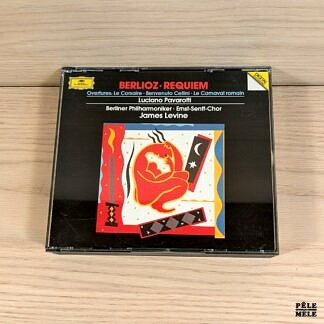 BERLIOZ · REQUIEM
Overtures: Le Corsaire · Benvenuto Cellini · Le Carnaval romain
Luciano Pavarotti
Berliner Philharmoniker · Ernst-Senff-Chor
James Levine
PÊLE
MÊLE